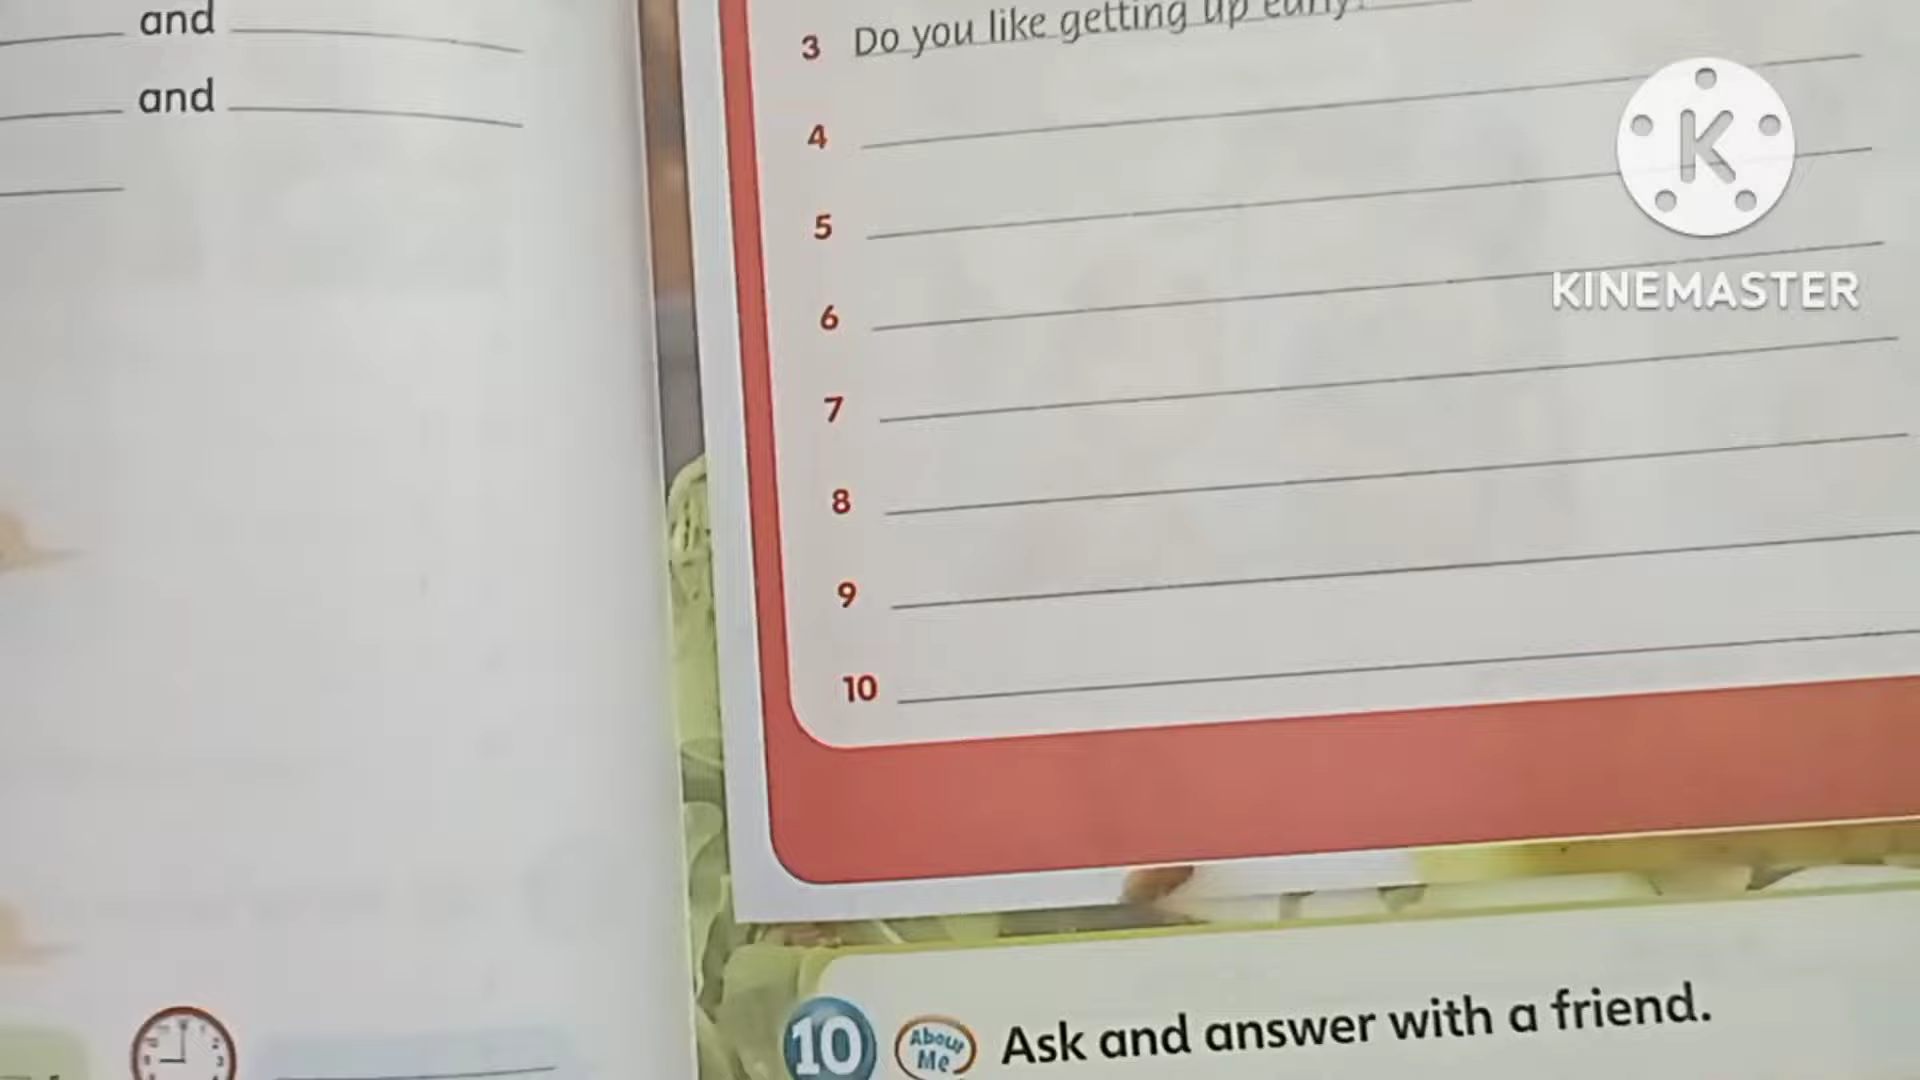 and
and
3 Do you like getting up early?
4
5
6
7
8
9
10
K
KINEMASTER
10 About Me Ask and answer with a friend.